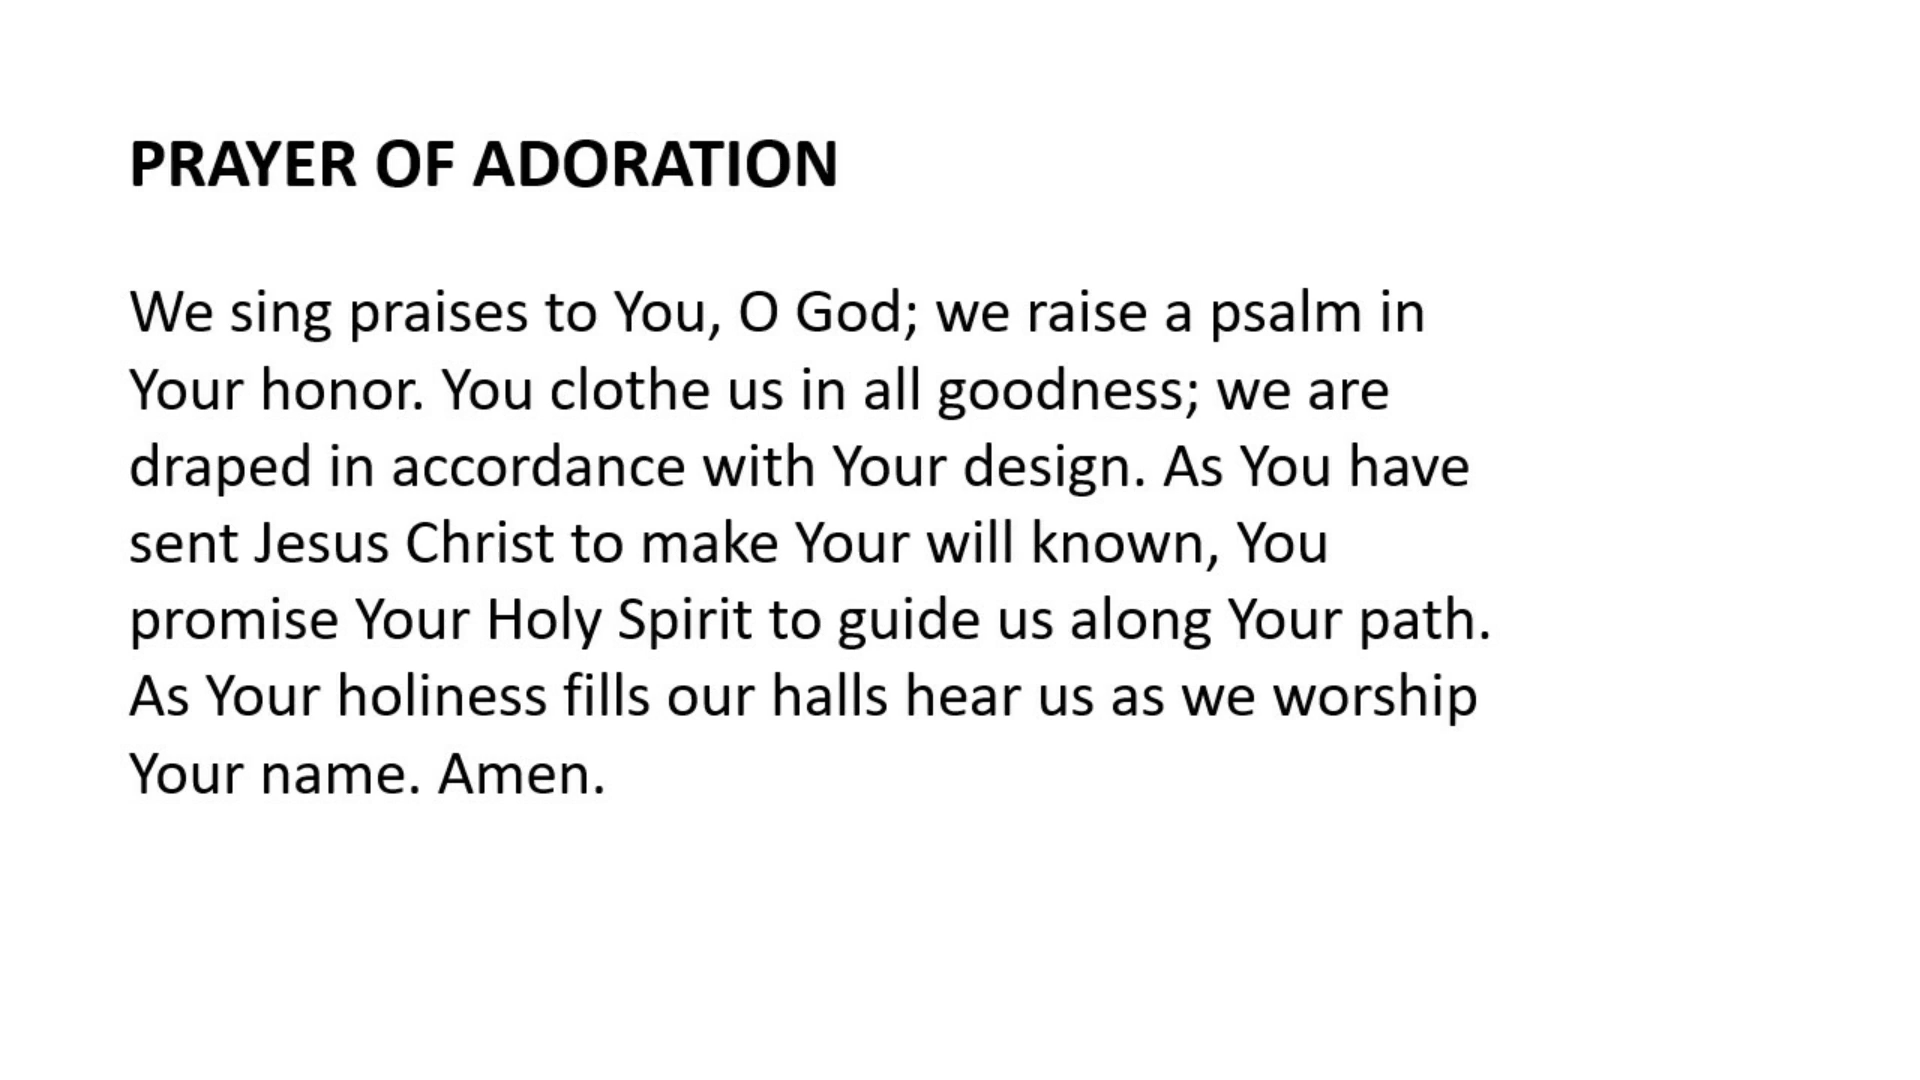 PRAYER OF ADORATION
We sing praises to You, O God; we raise a psalm in
Your honor. You clothe us in all goodness; we are
draped in accordance with Your design. As You have
sent Jesus Christ to make Your will known, You
promise Your Holy Spirit to guide us along Your path.
As Your holiness fills our halls hear us as we worship
Your name. Amen.